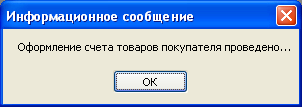 Информационное сообщение
Оформление счета товаров покупателя проведено...
OK